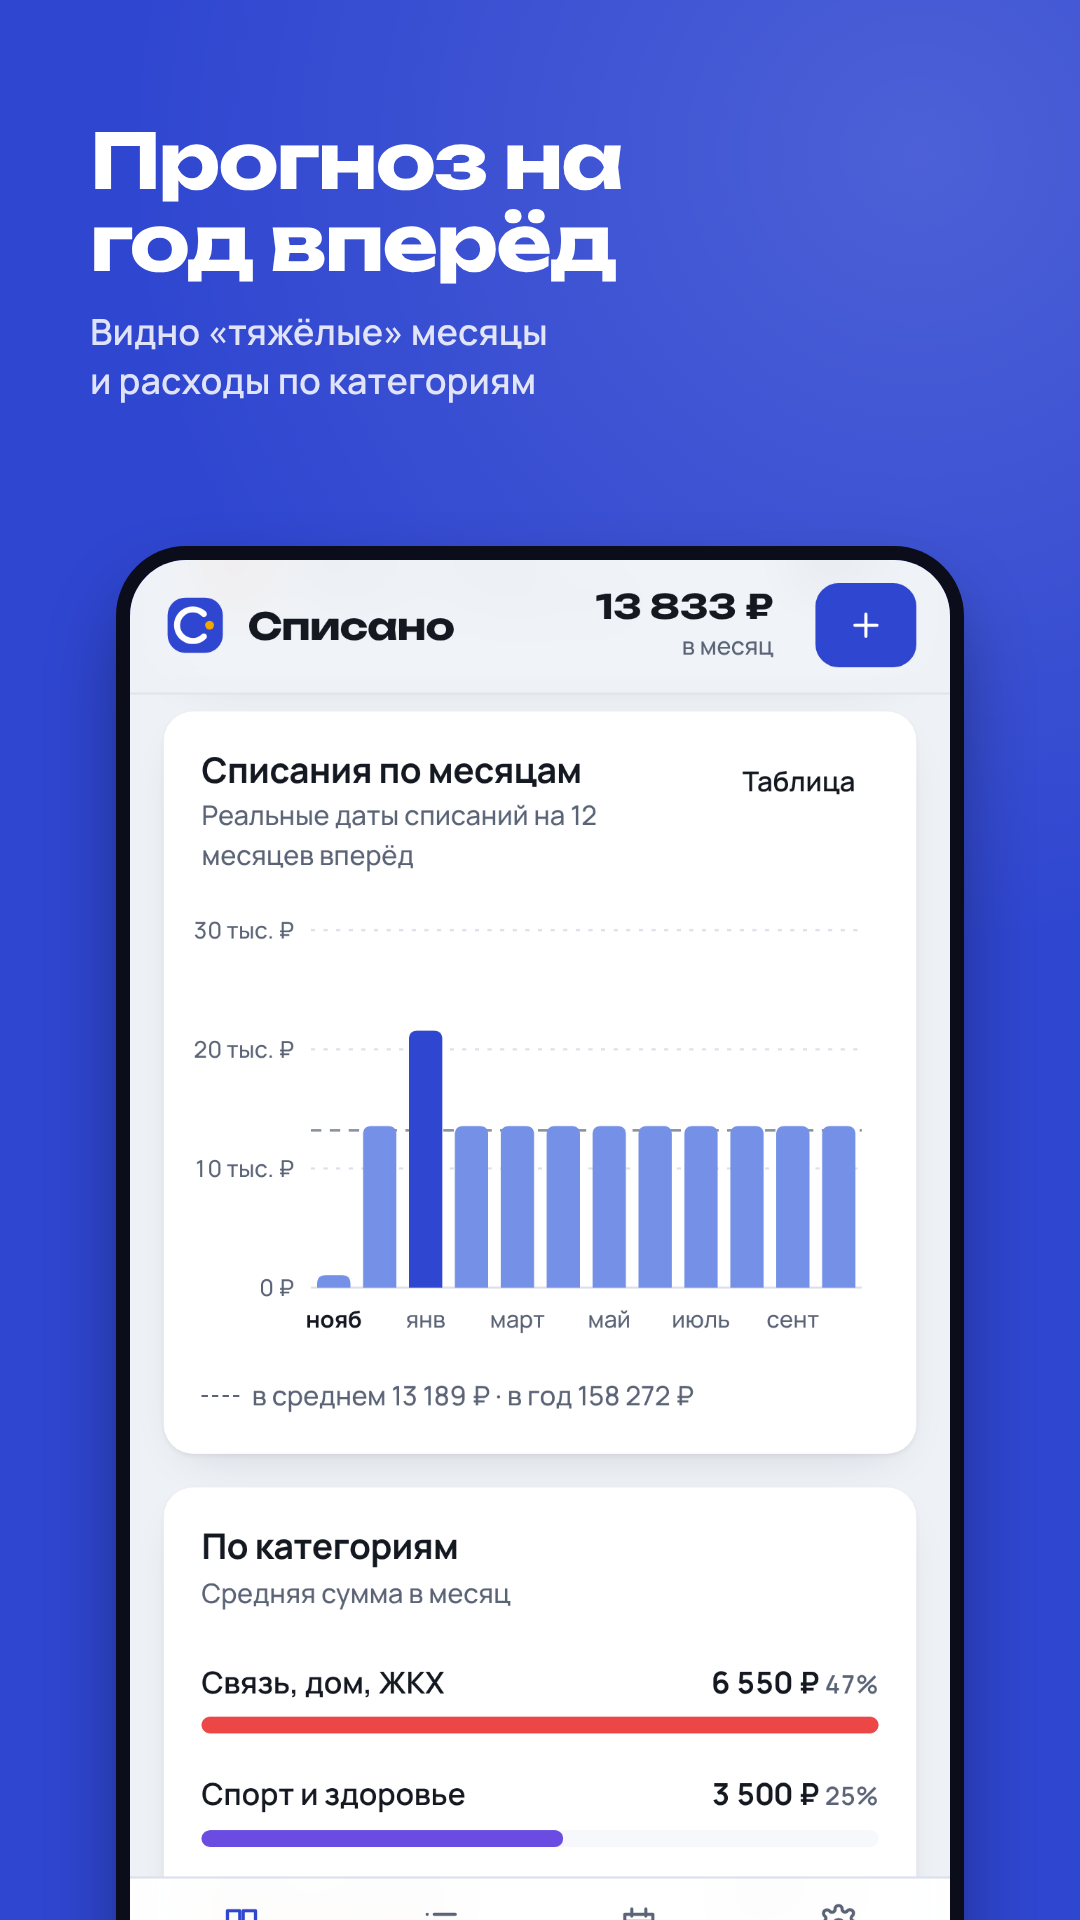 Прогноз на
год вперёд
Видно «тяжёлые» месяцы
и расходы по категориям
Списано
13 833 ₽
в месяц
Списания по месяцам
Таблица
Реальные даты списаний на 12
месяцев вперёд
30 тыс. ₽
20 тыс. ₽
10 тыс. ₽
0 ₽
нояб янв март май июль сент
в среднем 13 189 ₽ · в год 158 272 ₽
По категориям
Средняя сумма в месяц
Связь, дом, ЖКХ 6 550 ₽ 47%
Спорт и здоровье 3 500 ₽ 25%